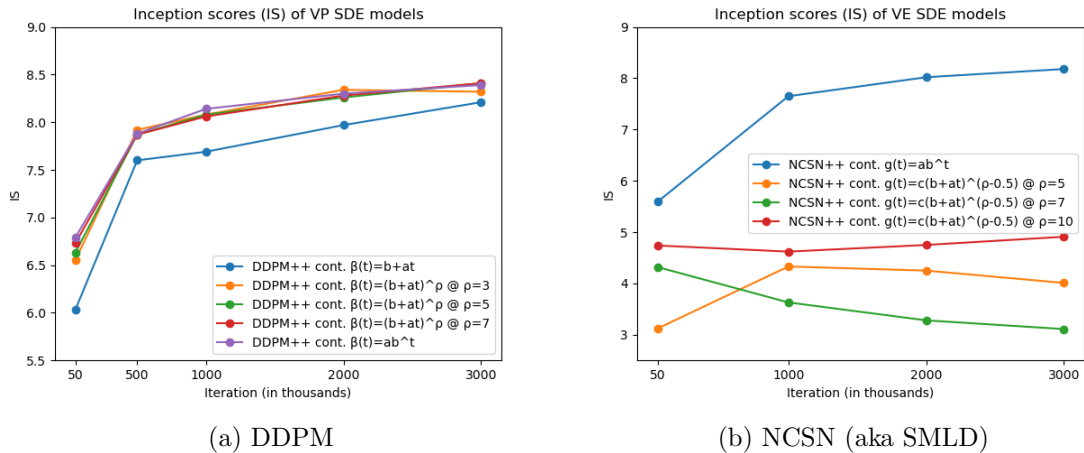 Inception scores (IS) of VP SDE models
9.0
8.5
8.0
7.5
7.0
6.5
6.0
5.5
IS
DDPM++ cont. β(t)=b+at
DDPM++ cont. β(t)=(b+at)^ρ @ ρ=3
DDPM++ cont. β(t)=(b+at)^ρ @ ρ=5
DDPM++ cont. β(t)=(b+at)^ρ @ ρ=7
DDPM++ cont. β(t)=ab^t
50 500 1000 2000 3000
Iteration (in thousands)
(a) DDPM
Inception scores (IS) of VE SDE models
9
8
7
6
5
4
3
IS
NCSN++ cont. g(t)=ab^t
NCSN++ cont. g(t)=c(b+at)^(ρ-0.5) @ ρ=5
NCSN++ cont. g(t)=c(b+at)^(ρ-0.5) @ ρ=7
NCSN++ cont. g(t)=c(b+at)^(ρ-0.5) @ ρ=10
50 1000 2000 3000
Iteration (in thousands)
(b) NCSN (aka SMLD)